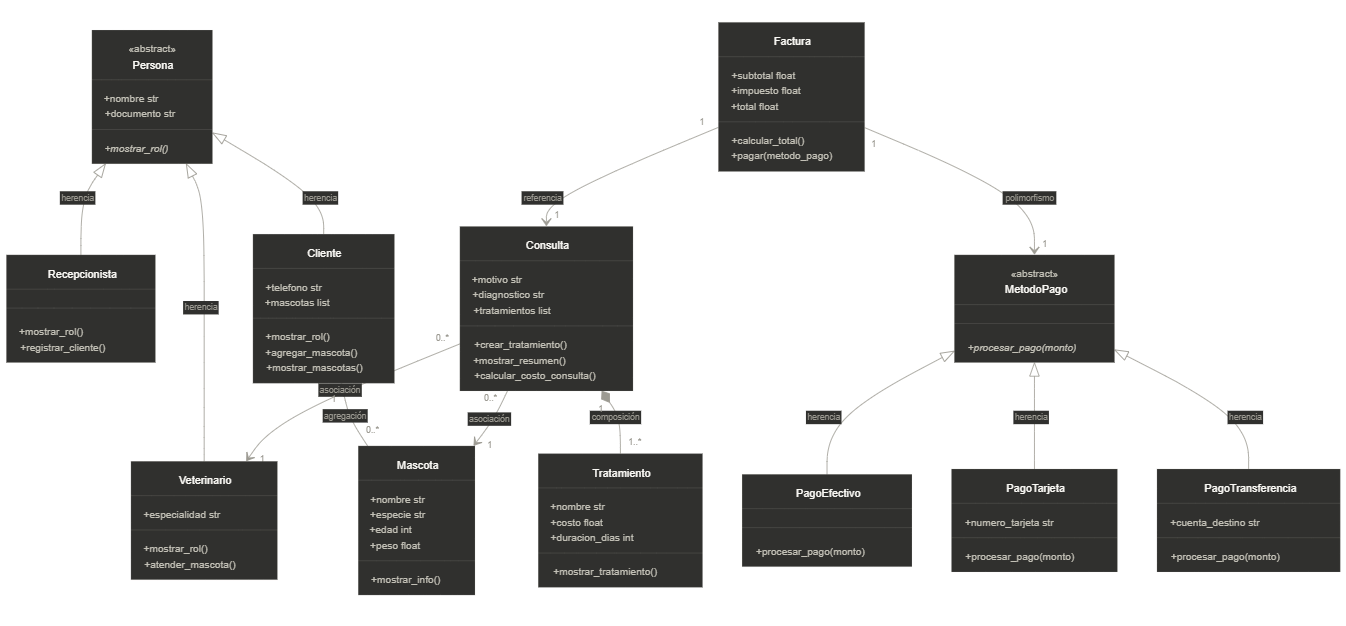 «abstract»
Persona
+nombre str
+documento str
+mostrar_rol()
Factura
+subtotal float
+impuesto float
+total float
+calcular_total()
+pagar(metodo_pago)
1
1
herencia
herencia
referencia
1
polimorfismo
1
Recepcionista
+mostrar_rol()
+registrar_cliente()
herencia
Cliente
+telefono str
+mascotas list
+mostrar_rol()
+agregar_mascota()
+mostrar_mascotas()
Consulta
+motivo str
+diagnostico str
+tratamientos list
+crear_tratamiento()
+mostrar_resumen()
+calcular_costo_consulta()
«abstract»
MetodoPago
+procesar_pago(monto)
0..*
asociación
1
agregación
0..*
1
0..*
asociación
1
1
composición
1..*
herencia
herencia
herencia
Veterinario
+especialidad str
+mostrar_rol()
+atender_mascota()
Mascota
+nombre str
+especie str
+edad int
+peso float
+mostrar_info()
Tratamiento
+nombre str
+costo float
+duracion_dias int
+mostrar_tratamiento()
PagoEfectivo
+procesar_pago(monto)
PagoTarjeta
+numero_tarjeta str
+procesar_pago(monto)
PagoTransferencia
+cuenta_destino str
+procesar_pago(monto)